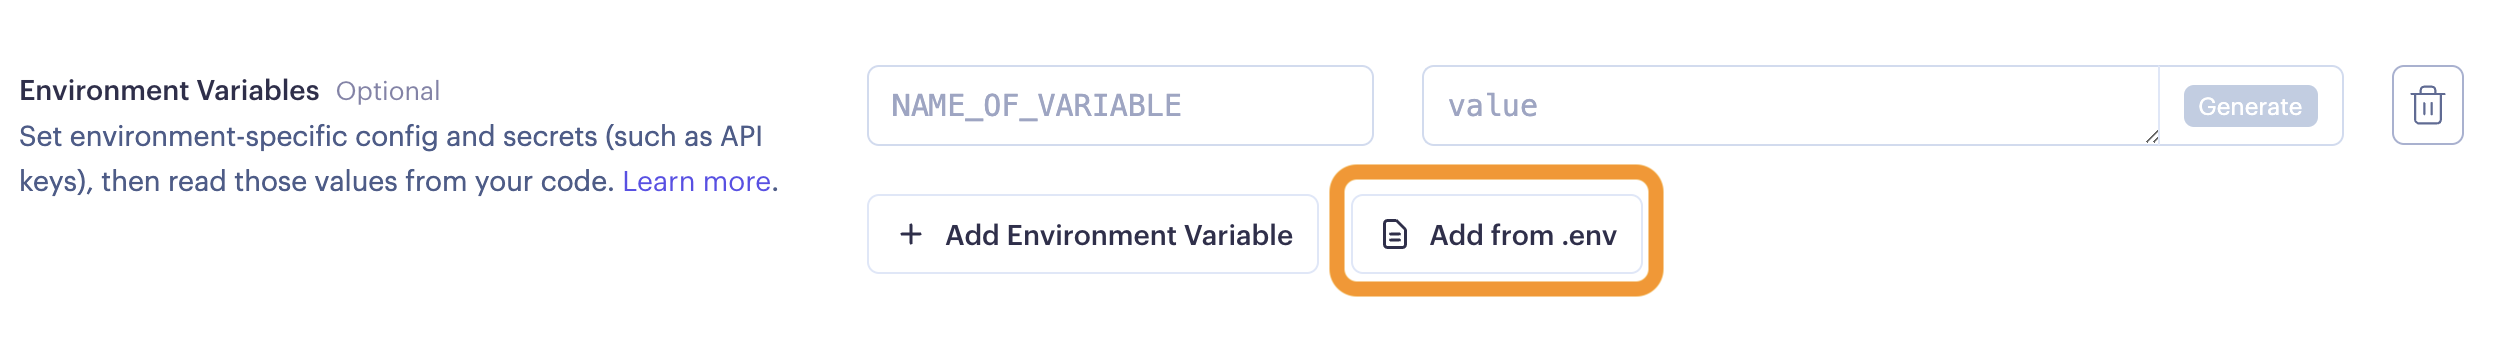 Environment Variables Optional
Set environment-specific config and secrets (such as API
keys), then read those values from your code. Learn more.
NAME_OF_VARIABLE
value
Generate
Add Environment Variable
Add from .env